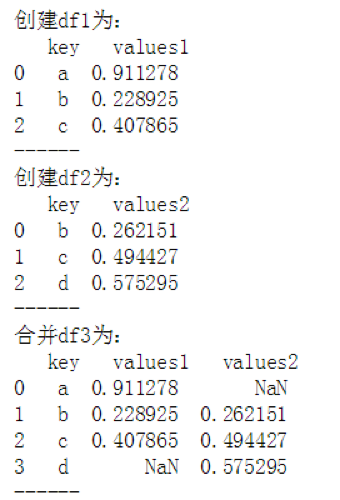 创建df1为:
key values1
0 a 0.911278
1 b 0.228925
2 c 0.407865
------
创建df2为:
key values2
0 b 0.262151
1 c 0.494427
2 d 0.575295
------
合并df3为:
key values1 values2
0 a 0.911278 NaN
1 b 0.228925 0.262151
2 c 0.407865 0.494427
3 d NaN 0.575295
------